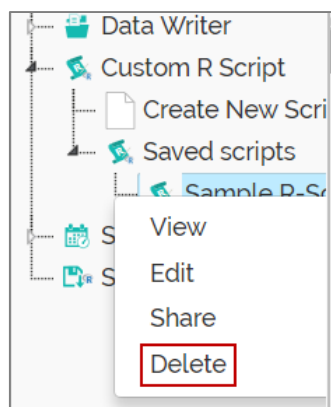 Data Writer
Custom R Script
Create New Scri
Saved scripts
Sample R-Sc
S
View
Edit
S
Share
Delete